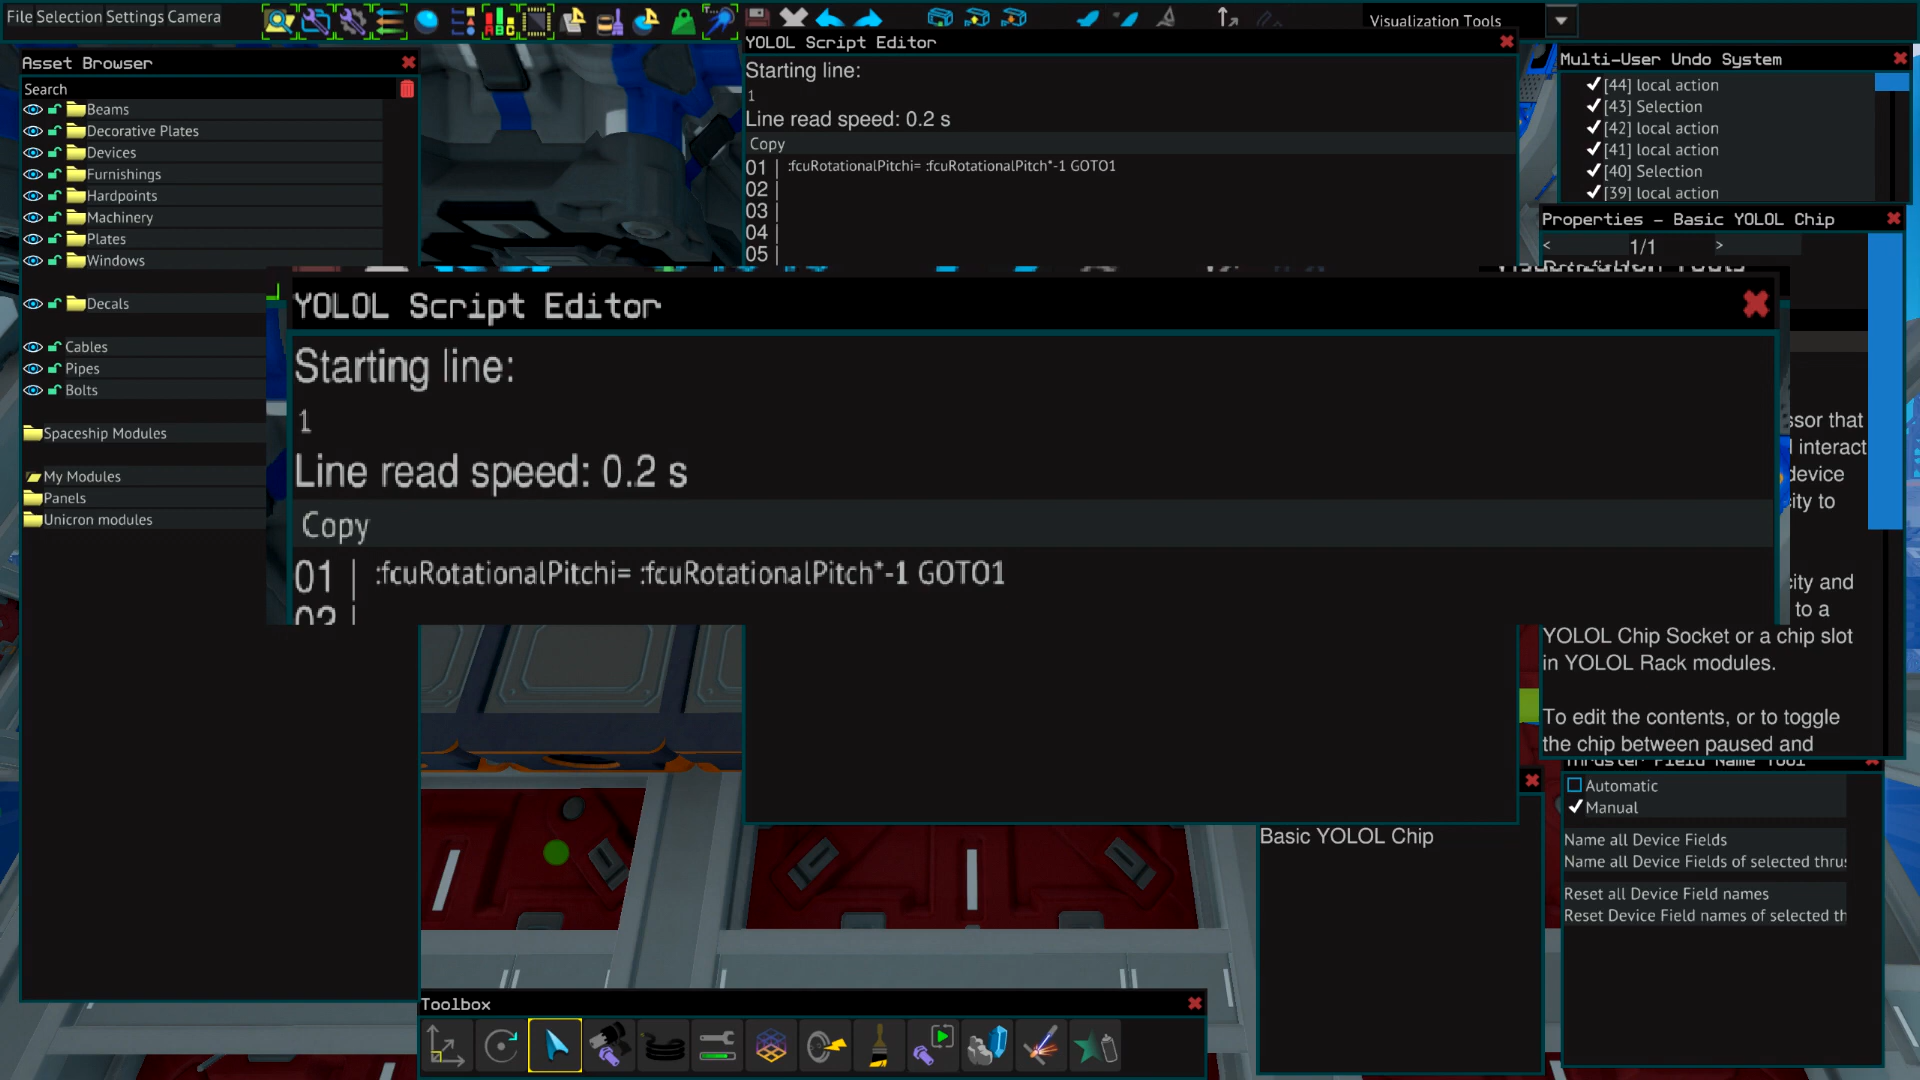 File Selection Settings Camera
Visualization Tools
Asset Browser
Search
Beams
Decorative Plates
Devices
Furnishings
Hardpoints
Machinery
Plates
Windows
Decals
Cables
Pipes
Bolts
Spaceship Modules
My Modules
Panels
Unicron modules
YOLOL Script Editor
Starting line:
1
Line read speed: 0.2 s
Copy
01 :fcuRotationalPitchi= :fcuRotationalPitch*-1 GOTO1
02
03
04
05
YOLOL Script Editor
Starting line:
1
Line read speed: 0.2 s
Copy
01 :fcuRotationalPitchi= :fcuRotationalPitch*-1 GOTO1
02
Multi-User Undo System
[44] local action
[43] Selection
[42] local action
[41] local action
[40] Selection
[39] local action
Properties - Basic YOLOL Chip
< 1/1 >
ssor that
interact
device
ity to
ity and
to a
YOLOL Chip Socket or a chip slot
in YOLOL Rack modules.
To edit the contents, or to toggle
the chip between paused and
Thruster Field Name Tool
Automatic
Manual
Name all Device Fields
Name all Device Fields of selected thrus
Reset all Device Field names
Reset Device Field names of selected th
Basic YOLOL Chip
Toolbox